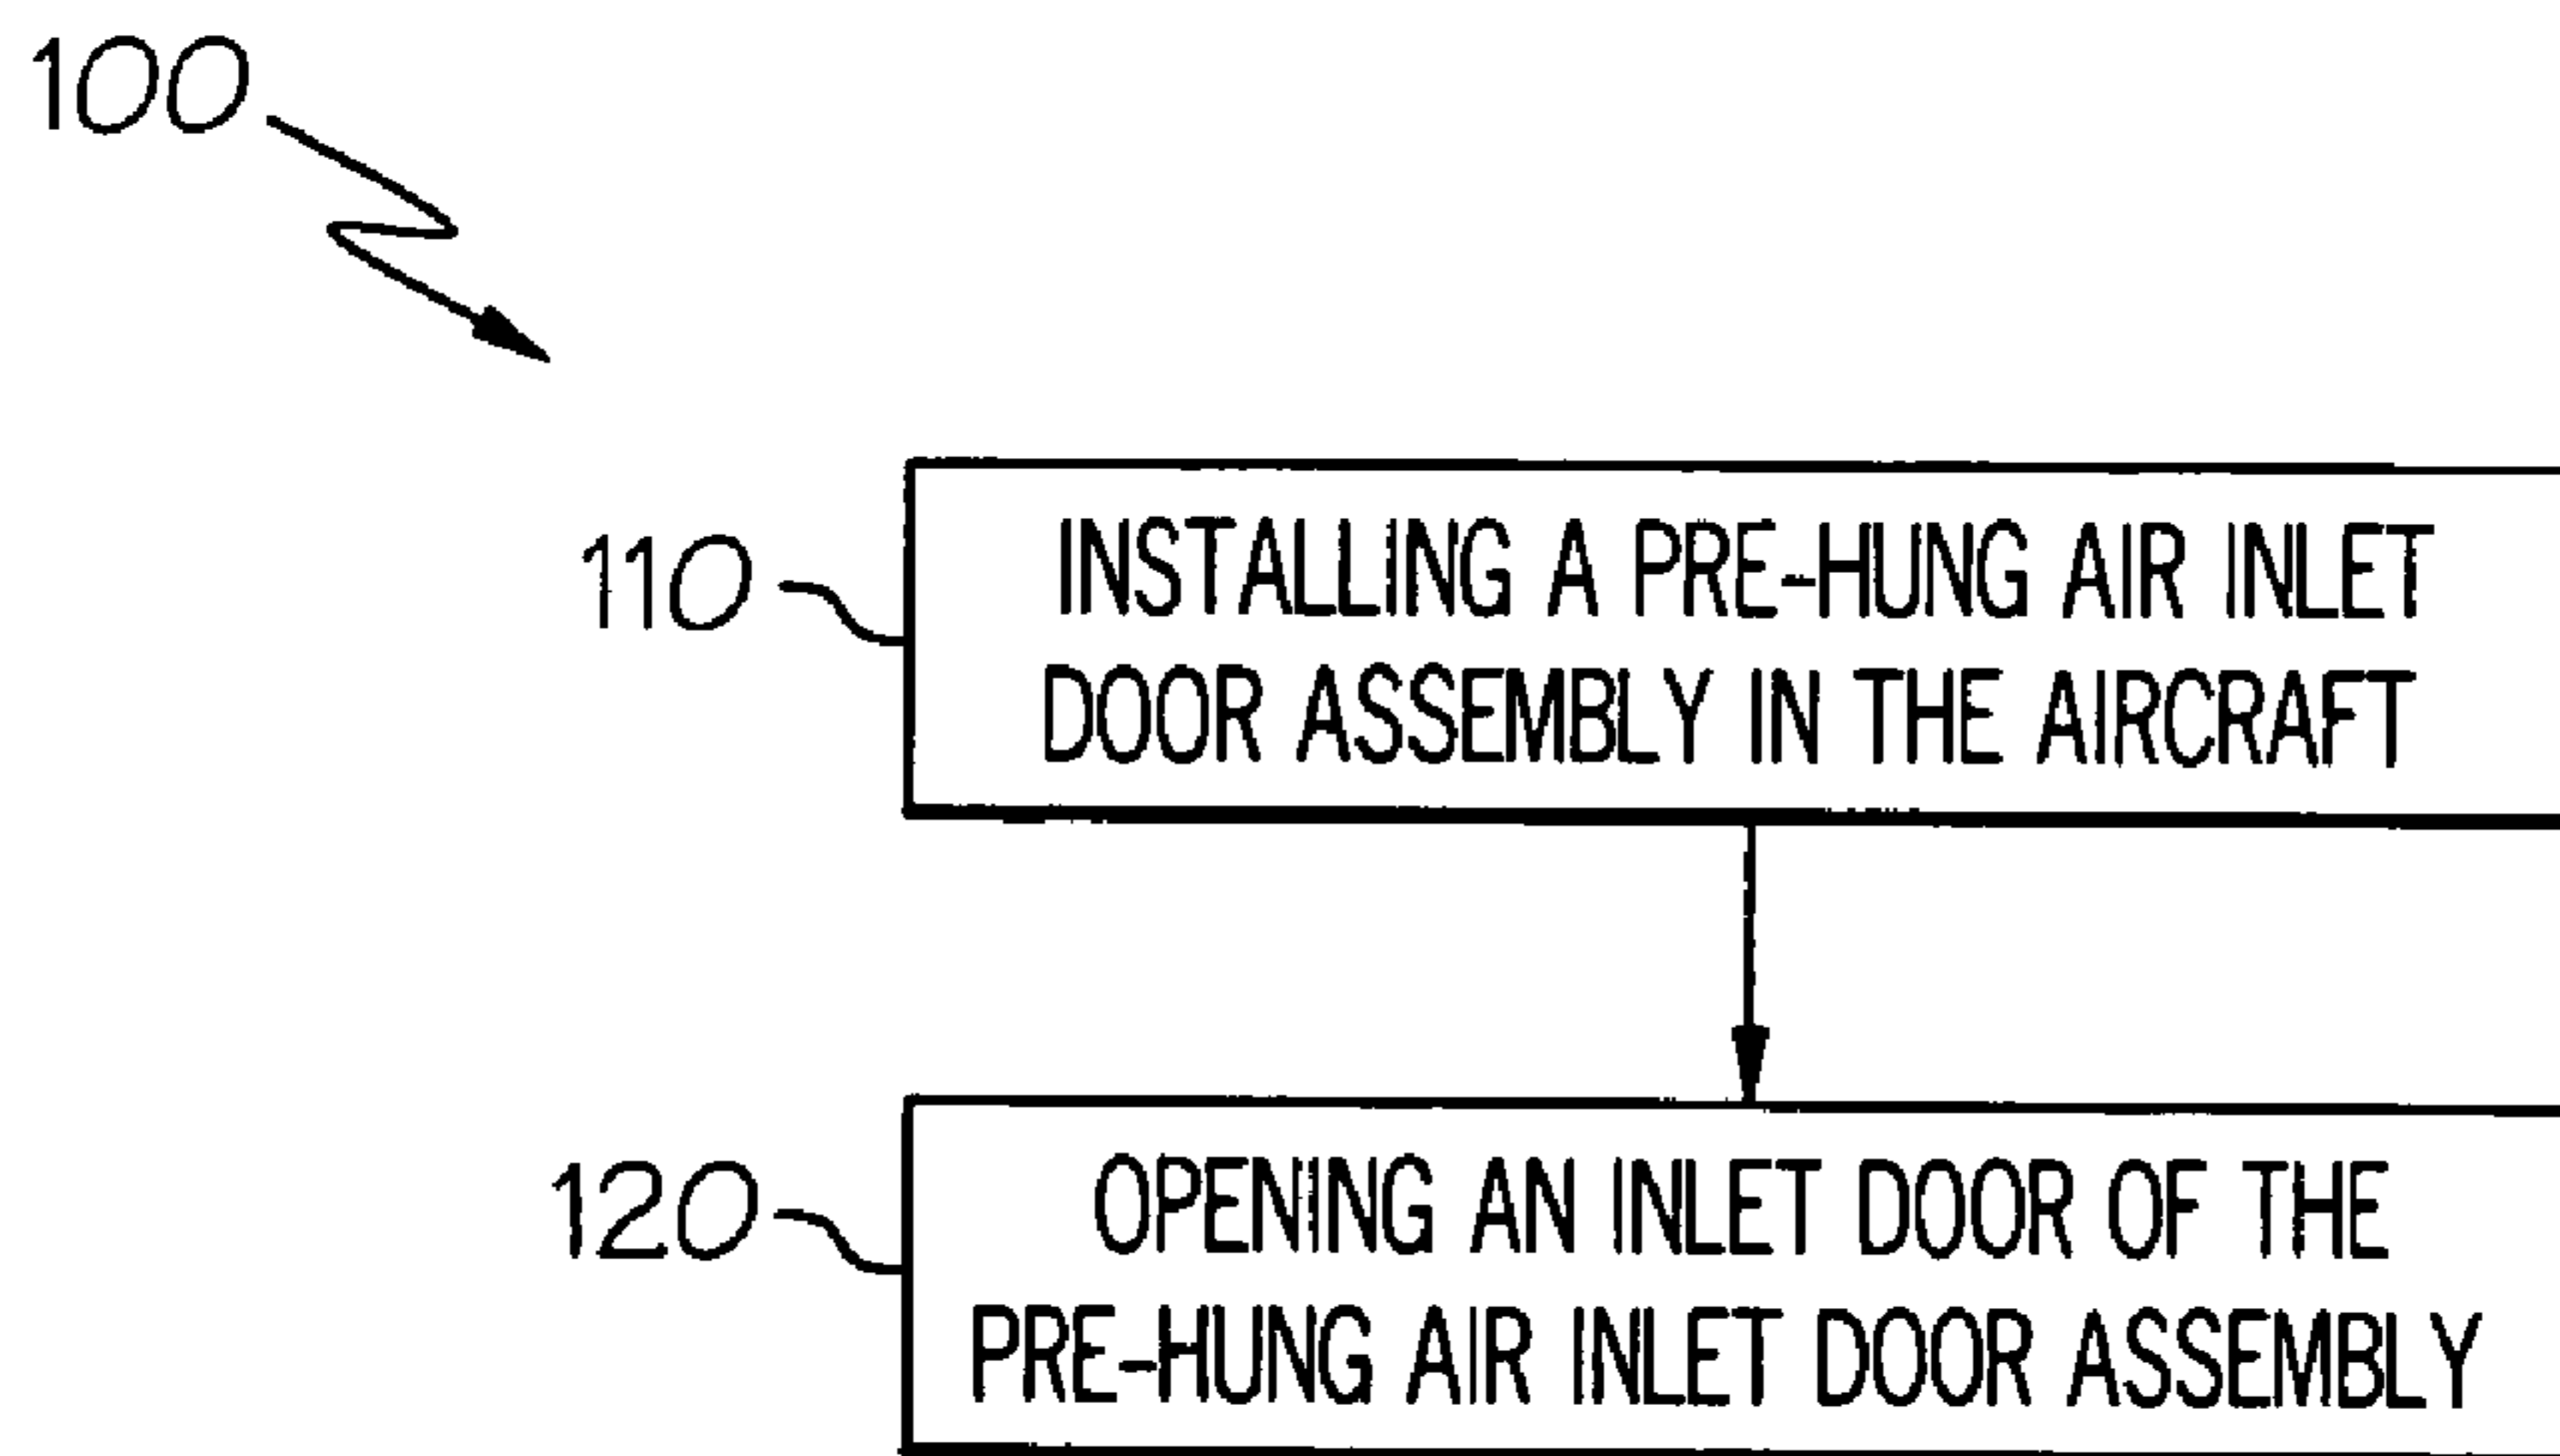 100
110
INSTALLING A PRE-HUNG AIR INLET
DOOR ASSEMBLY IN THE AIRCRAFT
120
OPENING AN INLET DOOR OF THE
PRE-HUNG AIR INLET DOOR ASSEMBLY